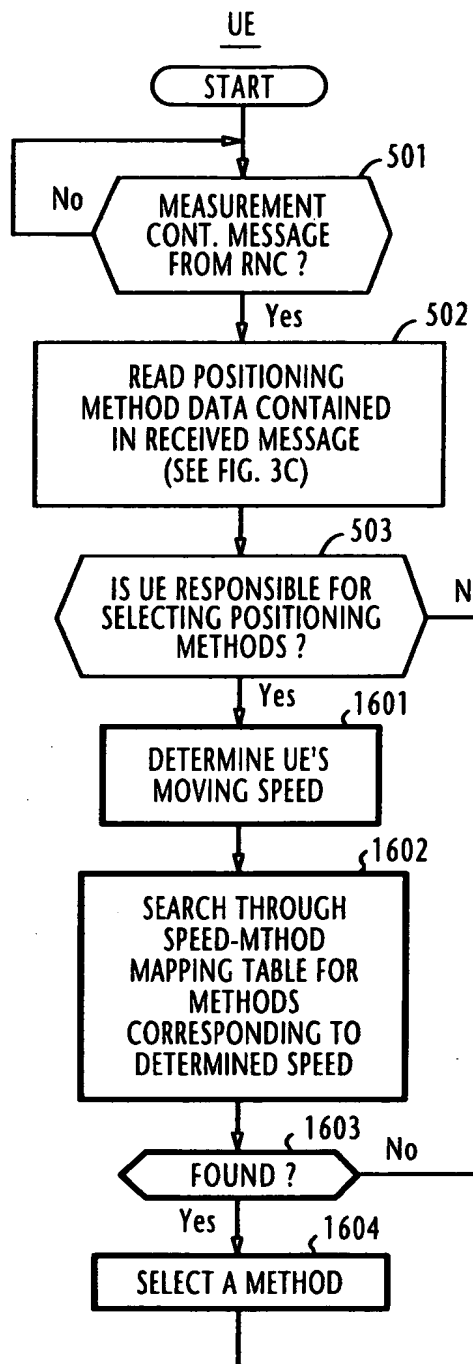 UE
START
501
No
MEASUREMENT
CONT. MESSAGE
FROM RNC ?
Yes
502
READ POSITIONING
METHOD DATA CONTAINED
IN RECEIVED MESSAGE
(SEE FIG. 3C)
503
IS UE RESPONSIBLE FOR
SELECTING POSITIONING
METHODS ?
N
Yes
1601
DETERMINE UE'S
MOVING SPEED
1602
SEARCH THROUGH
SPEED-MTHOD
MAPPING TABLE FOR
METHODS
CORRESPONDING TO
DETERMINED SPEED
1603
FOUND ?
No
Yes
1604
SELECT A METHOD